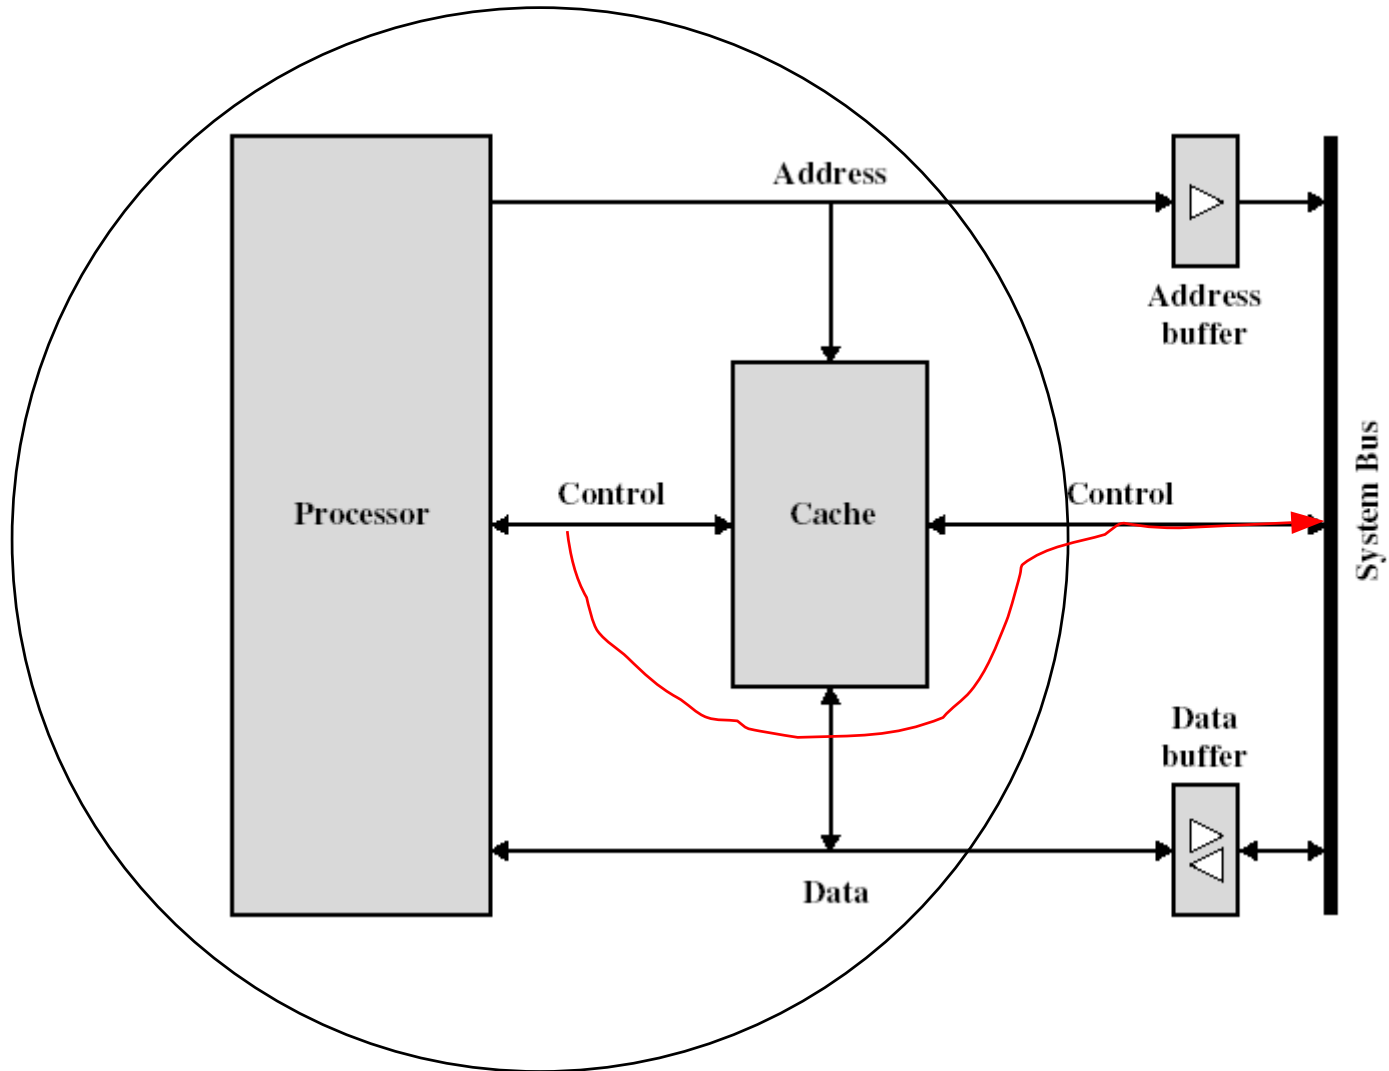 Address
Address
buffer
Control
Control
Processor
Cache
System Bus
Data
buffer
Data